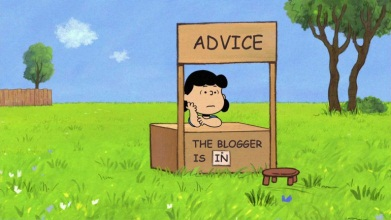 ADVICE
THE BLOGGER
IS IN